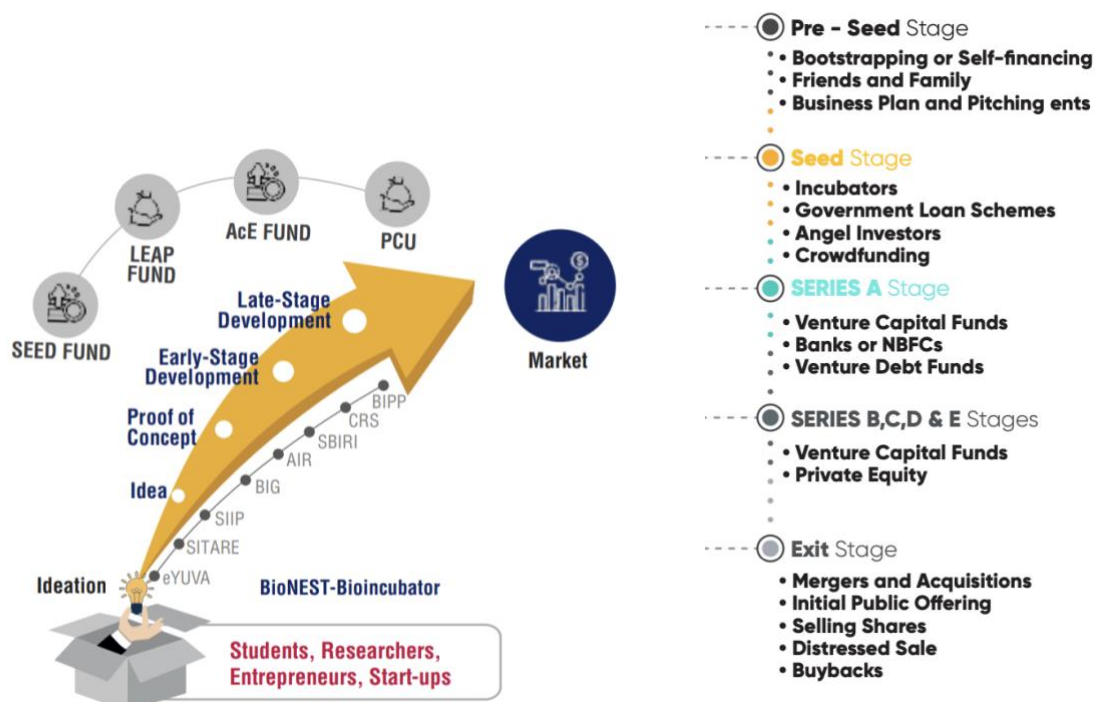 SEED FUND
LEAP
FUND
AcE FUND
PCU
Late-Stage
Development
Early-Stage
Development
Proof of
Concept
Idea
Market
BIPP
CRS
SBIRI
AIR
BIG
SIIP
SITARE
eYUVA
Ideation
BioNEST-Bioincubator
Students, Researchers,
Entrepreneurs, Start-ups
Pre - Seed Stage
• Bootstrapping or Self-financing
• Friends and Family
• Business Plan and Pitching ents
Seed Stage
• Incubators
• Government Loan Schemes
• Angel Investors
• Crowdfunding
SERIES A Stage
• Venture Capital Funds
• Banks or NBFCs
• Venture Debt Funds
SERIES B,C,D & E Stages
• Venture Capital Funds
• Private Equity
Exit Stage
• Mergers and Acquisitions
• Initial Public Offering
• Selling Shares
• Distressed Sale
• Buybacks